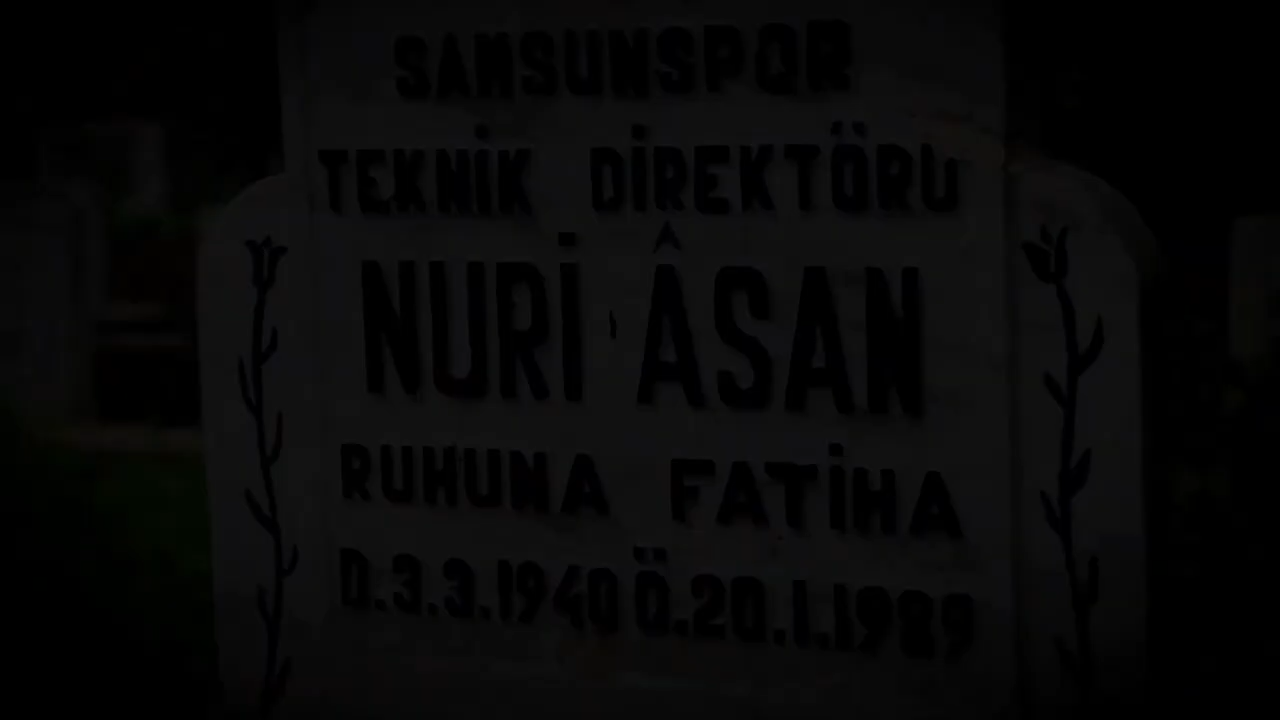 SAMSUNSPOR
TEKNİK DİREKTÖRÜ
NURİ ÂSAN
RUHUNA FATİHA
D.3.3.1940 Ö.20.1.1989